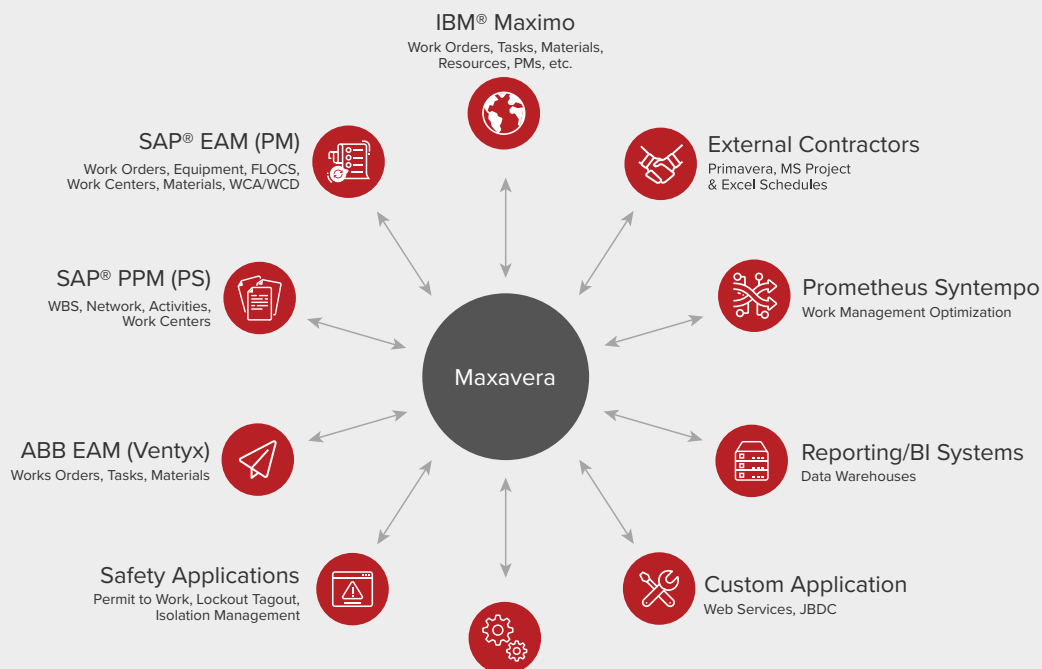 IBM® Maximo
Work Orders, Tasks, Materials,
Resources, PMs, etc.
SAP® EAM (PM)
Work Orders, Equipment, FLOCS,
Work Centers, Materials, WCA/WCD
External Contractors
Primavera, MS Project
& Excel Schedules
SAP® PPM (PS)
WBS, Network, Activities,
Work Centers
Prometheus Syntempo
Work Management Optimization
Maxavera
ABB EAM (Ventyx)
Works Orders, Tasks, Materials
Reporting/BI Systems
Data Warehouses
Safety Applications
Permit to Work, Lockout Tagout,
Isolation Management
Custom Application
Web Services, JBDC